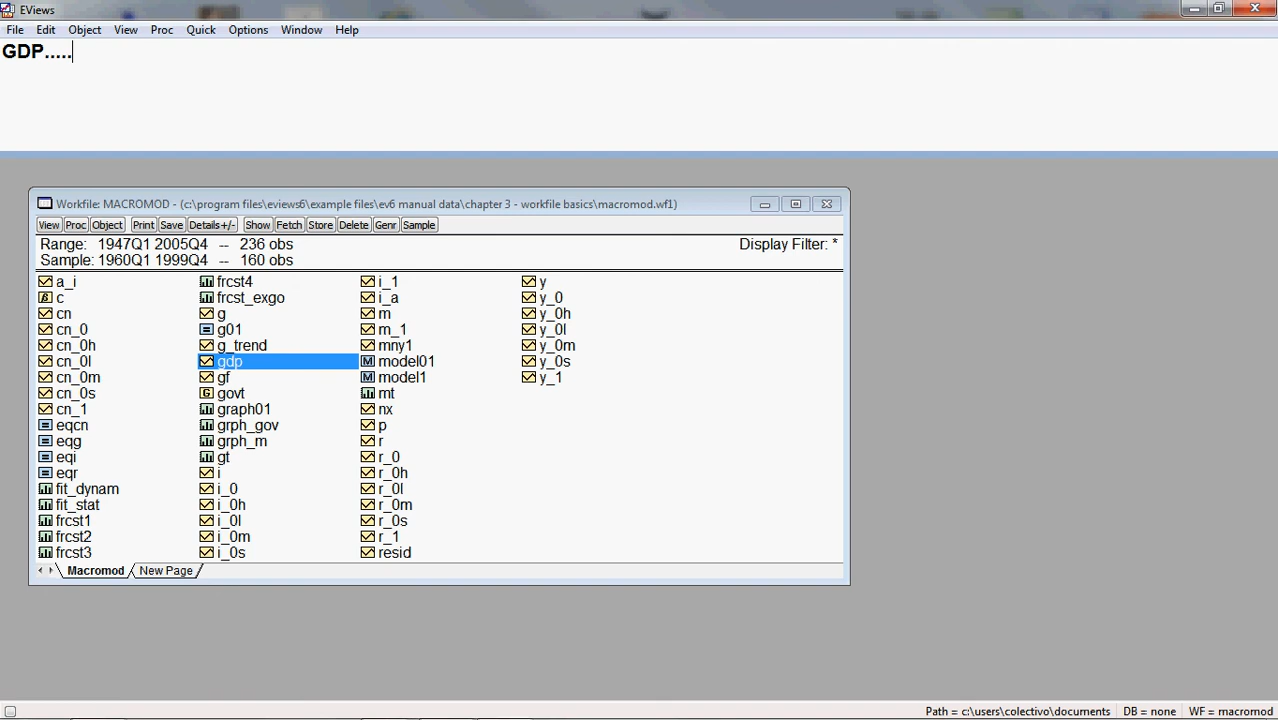 EViews
File Edit Object View Proc Quick Options Window Help
GDP.....
Workfile: MACROMOD - (c:\program files\eviews6\example files\ev6 manual data\chapter 3 - workfile basics\macromod.wf1)
View Proc Object Print Save Details+/- Show Fetch Store Delete Genr Sample
Range: 1947Q1 2005Q4 -- 236 obs Display Filter: *
Sample: 1960Q1 1999Q4 -- 160 obs
a_i frcst4 i_1 y
c frcst_exgo i_a y_0
cn g m y_0h
cn_0 g01 m_1 y_0l
cn_0h g_trend mny1 y_0m
cn_0l gdp model01 y_0s
cn_0m gf model1 y_1
cn_0s govt mt
cn_1 graph01 nx
eqcn grph_gov p
eqg grph_m r
eqi gt r_0
eqr i r_0h
fit_dynam i_0 r_0l
fit_stat i_0h r_0m
frcst1 i_0l r_0s
frcst2 i_0m r_1
frcst3 i_0s resid
Macromod New Page
Path = c:\users\colectivo\documents DB = none WF = macromod